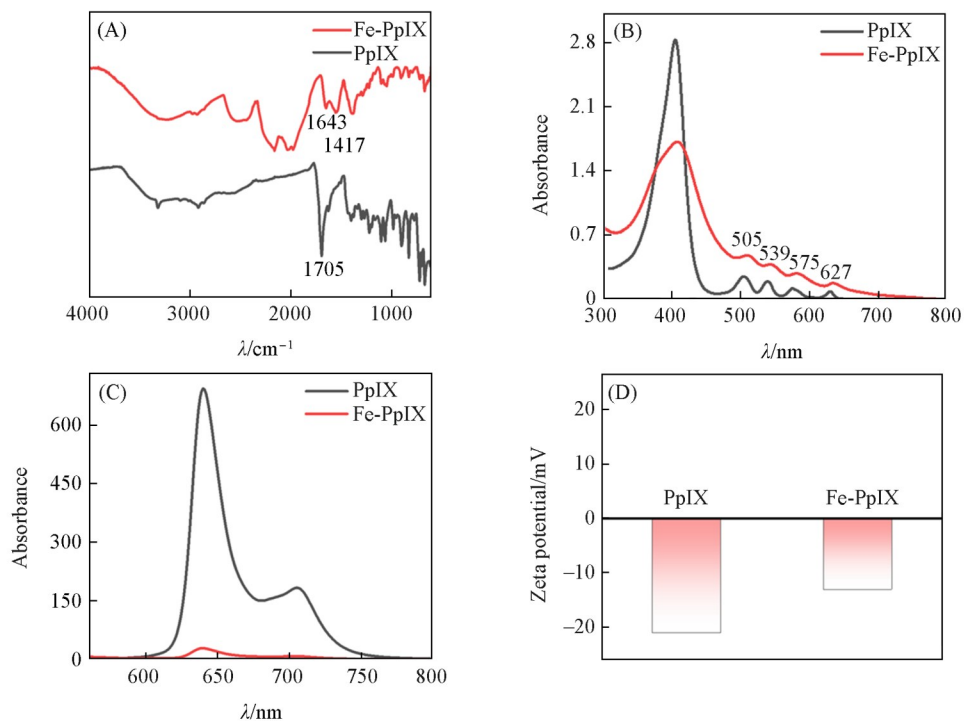 (A)
Fe-PpIX
PpIX
1643
1417
1705
4000
3000
2000
1000
λ/cm⁻¹
(B)
PpIX
Fe-PpIX
Absorbance
2.8
2.1
1.4
0.7
0
505
539
575
627
300
400
500
600
700
800
λ/nm
(C)
PpIX
Fe-PpIX
Absorbance
600
450
300
150
0
600
650
700
750
800
λ/nm
(D)
Zeta potential/mV
20
10
0
–10
–20
PpIX
Fe-PpIX